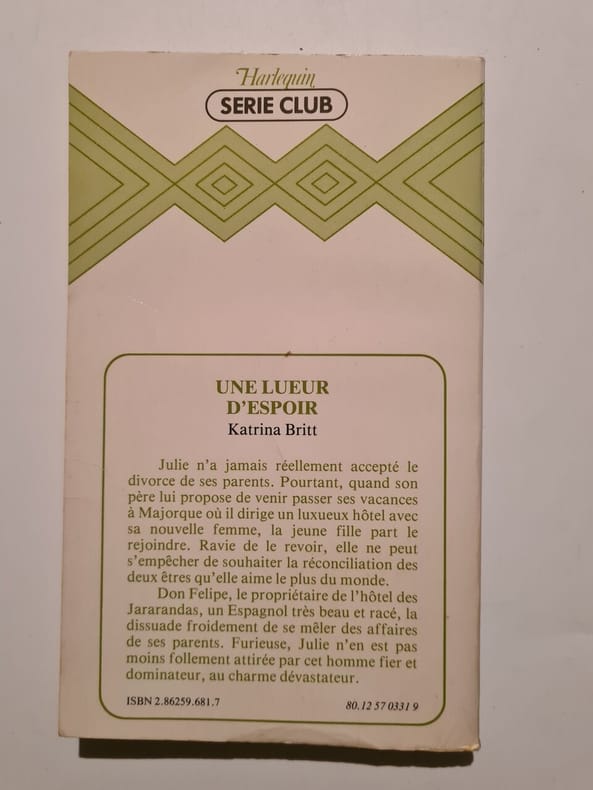 Harlequin
SERIE CLUB
UNE LUEUR
D'ESPOIR
Katrina Britt
Julie n'a jamais réellement accepté le
divorce de ses parents. Pourtant, quand son
père lui propose de venir passer ses vacances
à Majorque où il dirige un luxueux hôtel avec
sa nouvelle femme, la jeune fille part le
rejoindre. Ravie de le revoir, elle ne peut
s'empêcher de souhaiter la réconciliation des
deux êtres qu'elle aime le plus du monde.
Don Felipe, le propriétaire de l'hôtel des
Jararandas, un Espagnol très beau et racé, la
dissuade froidement de se mêler des affaires
de ses parents. Furieuse, Julie n'en est pas
moins follement attirée par cet homme fier et
dominateur, au charme dévastateur.
ISBN 2.86259.681.7
80.12 57 0331 9